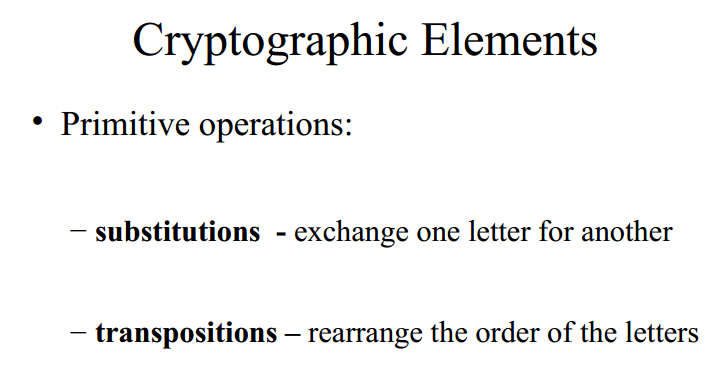 Cryptographic Elements
• Primitive operations:
– substitutions - exchange one letter for another
– transpositions – rearrange the order of the letters